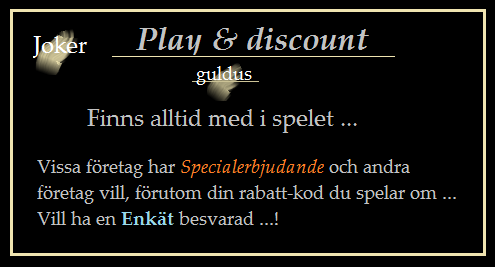 Joker
Play & discount
guldus
Finns alltid med i spelet ...
Vissa företag har Specialerbjudande och andra
företag vill, förutom din rabatt-kod du spelar om ...
Vill ha en Enkät besvarad ...!